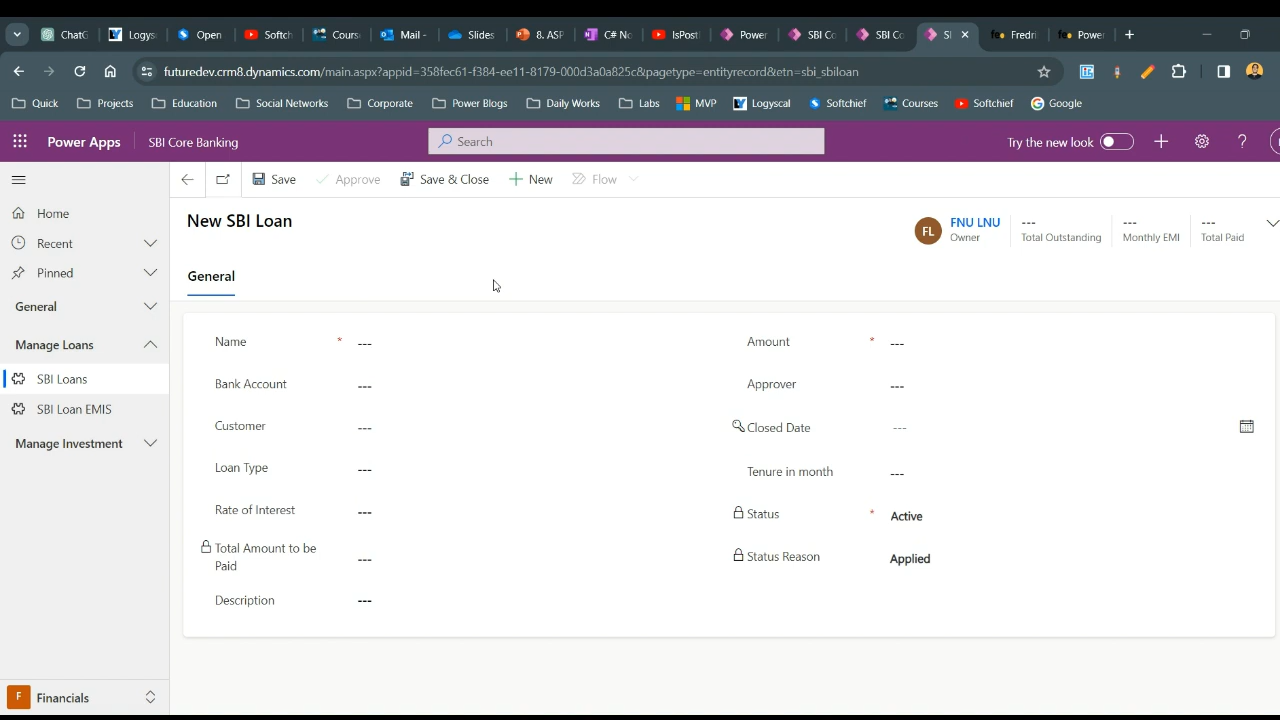 ChatG
Logys
Open
Softch
Cours
Mail -
Slides
8. ASP
C# No
IsPostl
Power
SBI Co
SBI Co
SI
Fredri
Power
futuredev.crm8.dynamics.com/main.aspx?appid=358fec61-f384-ee11-8179-000d3a0a825c&pagetype=entityrecord&etn=sbi_sbiloan
Quick
Projects
Education
Social Networks
Corporate
Power Blogs
Daily Works
Labs
MVP
Logyscal
Softchief
Courses
Softchief
Google
Power Apps
SBI Core Banking
Search
Try the new look
Save
Approve
Save & Close
New
Flow
Home
Recent
Pinned
General
Manage Loans
SBI Loans
SBI Loan EMIS
Manage Investment
F
Financials
New SBI Loan
FL
FNU LNU
Owner
---
Total Outstanding
---
Monthly EMI
---
Total Paid
General
Name * ---
Bank Account ---
Customer ---
Loan Type ---
Rate of Interest ---
Total Amount to be
Paid ---
Description ---
Amount * ---
Approver ---
Closed Date ---
Tenure in month ---
Status * Active
Status Reason Applied